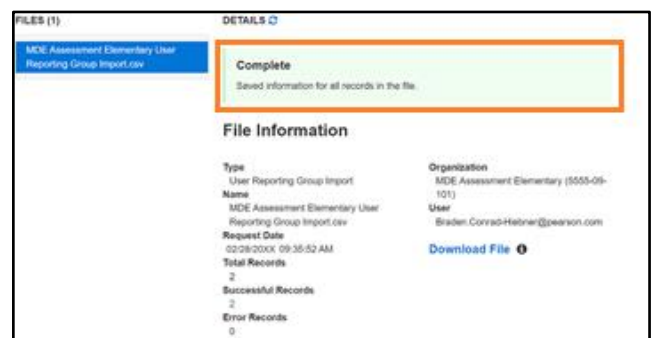 FILES (1)
DETAILS
MDE Assessment Elementary User
Reporting Group Import.csv
Complete
Saved information for all records in the file.
File Information
Type
User Reporting Group Import
Name
MDE Assessment Elementary User
Reporting Group Import.csv
Request Date
02/28/20XX 09:35:52 AM
Total Records
2
Successful Records
2
Error Records
0
Organization
MDE Assessment Elementary (5555-09-
101)
User
Braden.Conrad-Hiebner@pearson.com
Download File